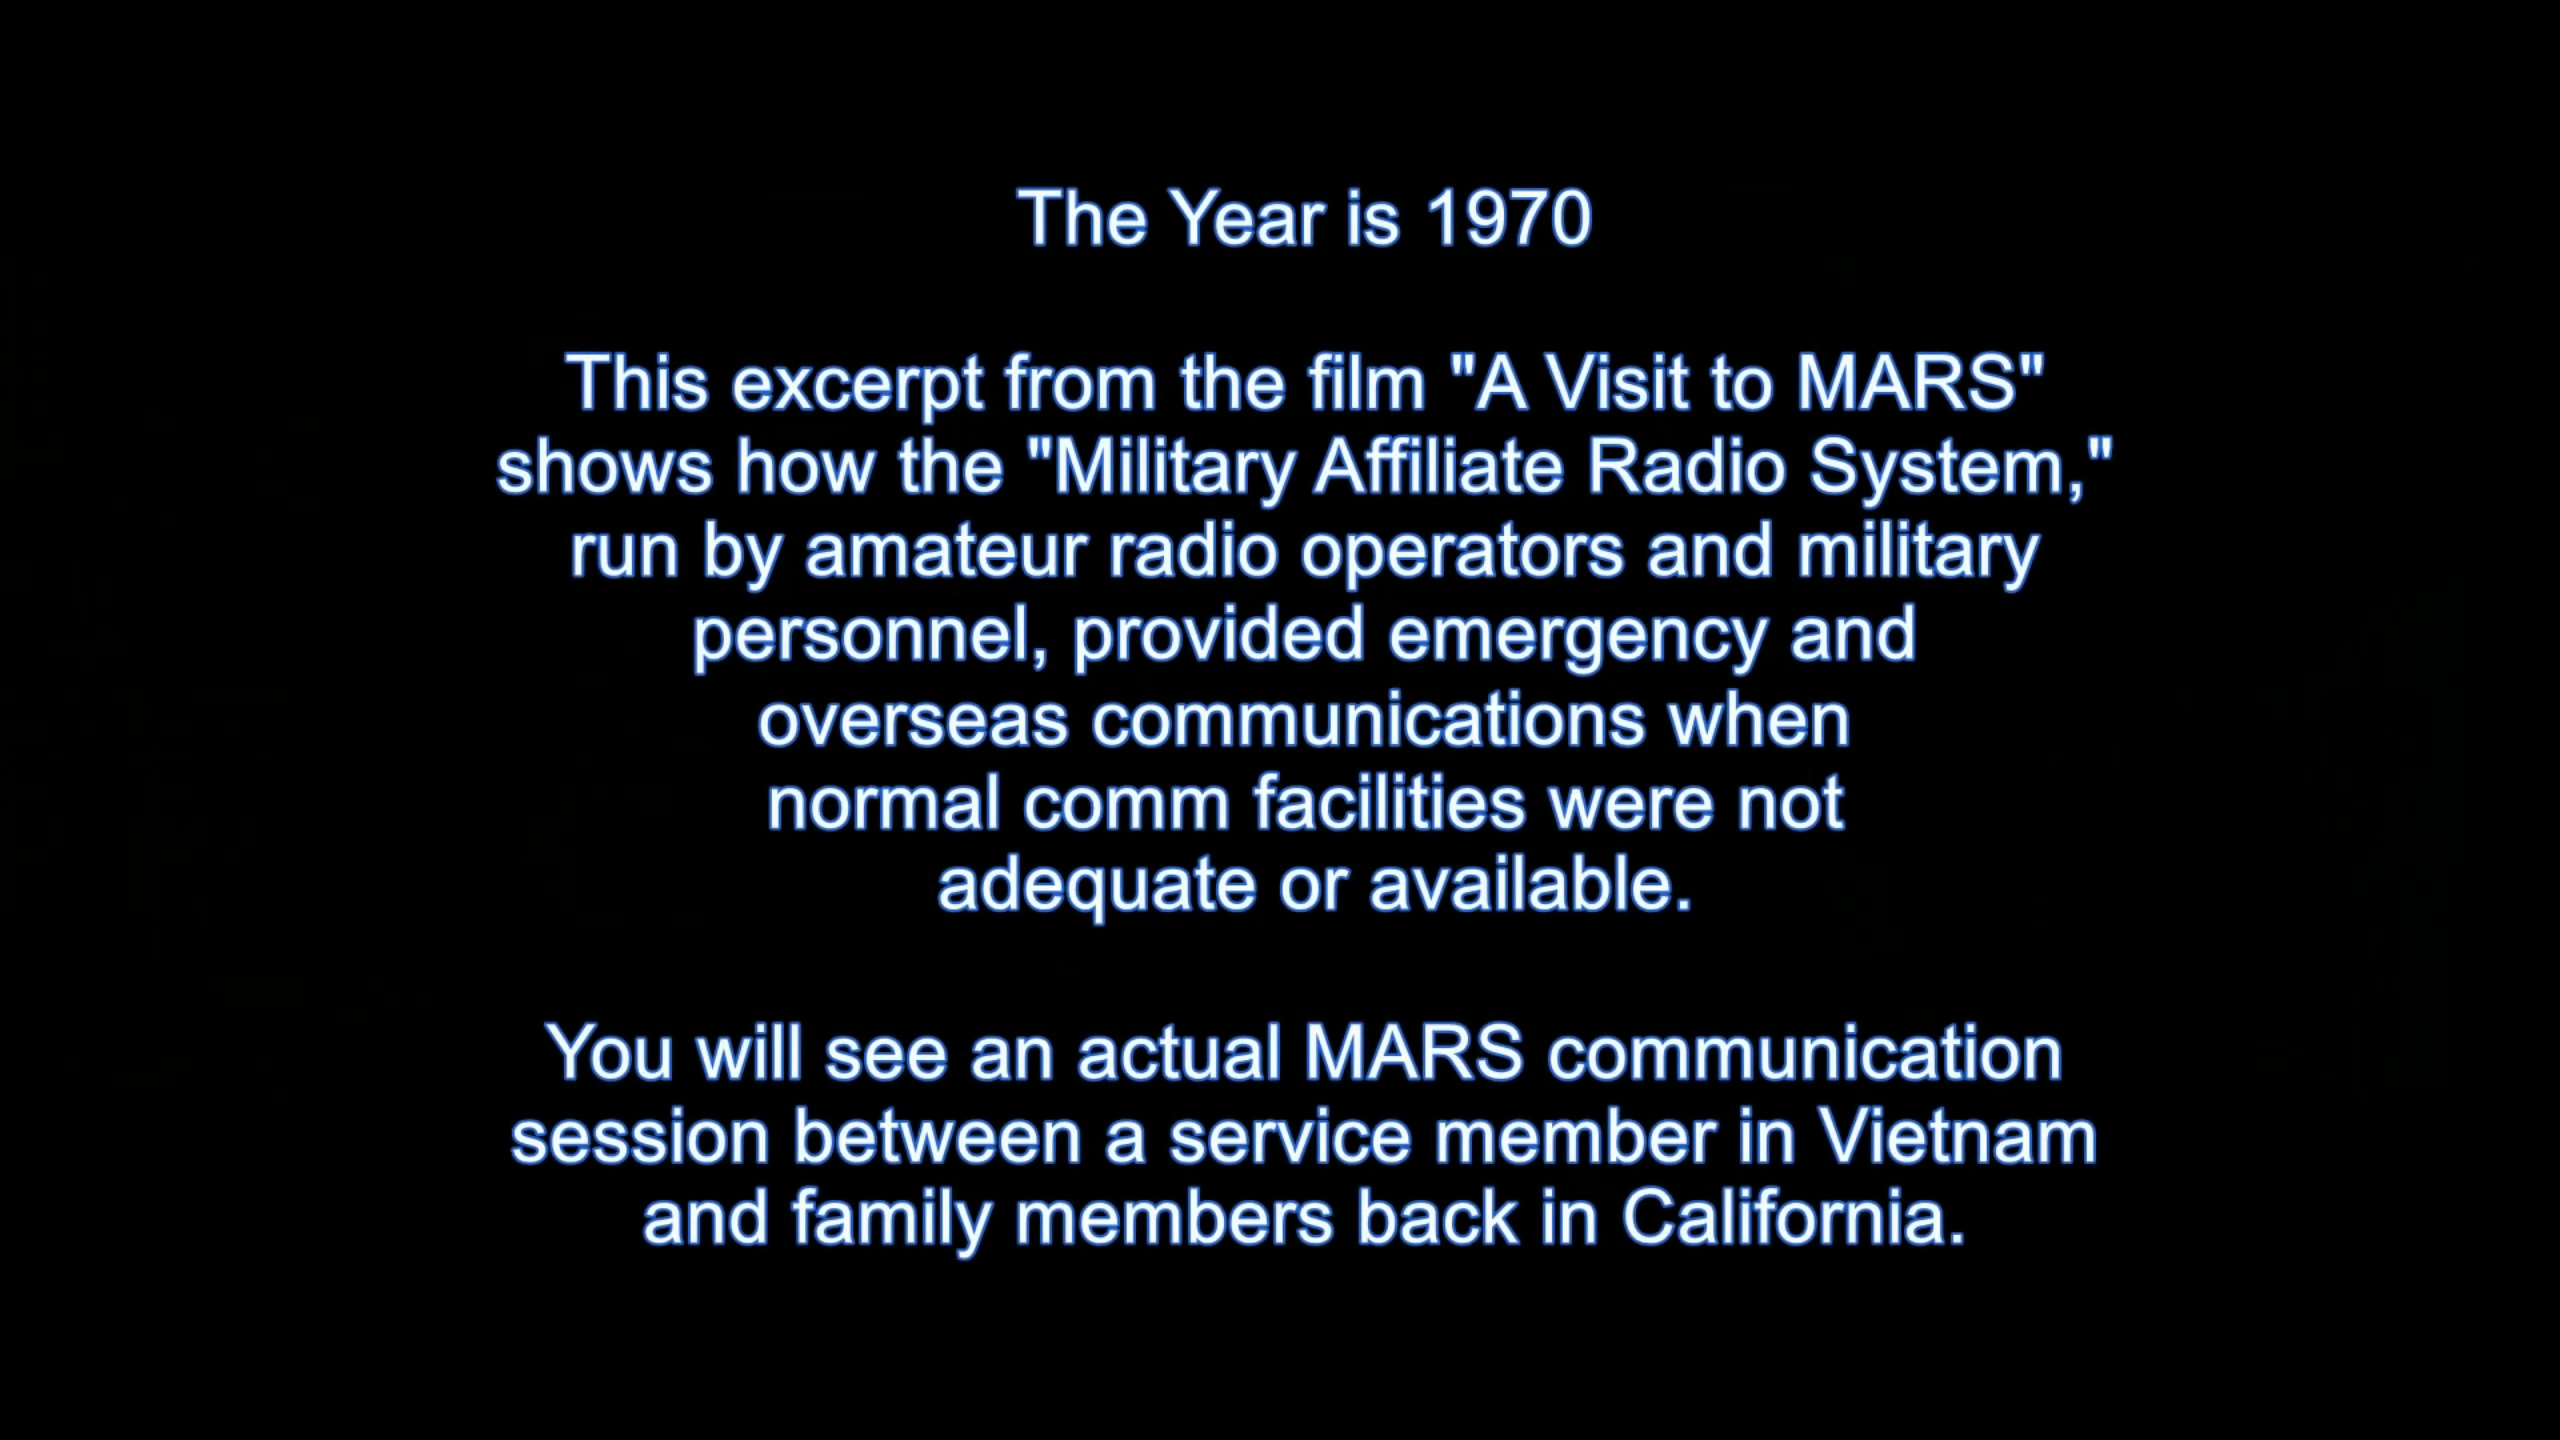 The Year is 1970
This excerpt from the film "A Visit to MARS"
shows how the "Military Affiliate Radio System,"
run by amateur radio operators and military
personnel, provided emergency and
overseas communications when
normal comm facilities were not
adequate or available.
You will see an actual MARS communication
session between a service member in Vietnam
and family members back in California.